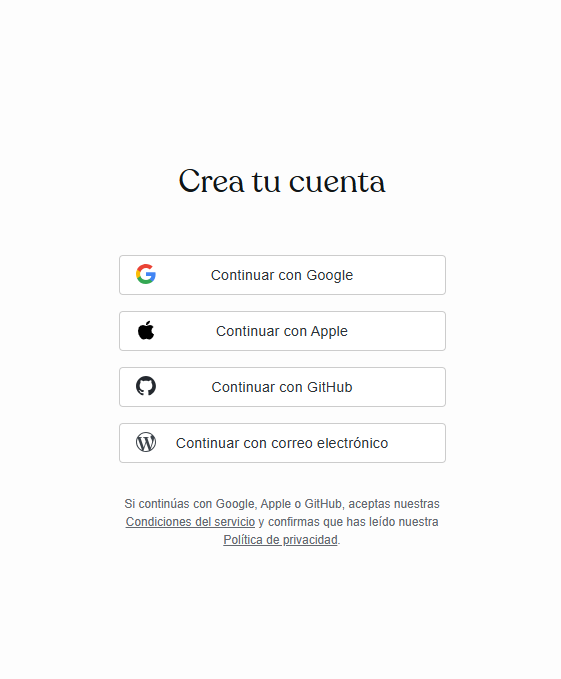 Crea tu cuenta
Continuar con Google
Continuar con Apple
Continuar con GitHub
Continuar con correo electrónico
Si continúas con Google, Apple o GitHub, aceptas nuestras
Condiciones del servicio y confirmas que has leído nuestra
Política de privacidad.